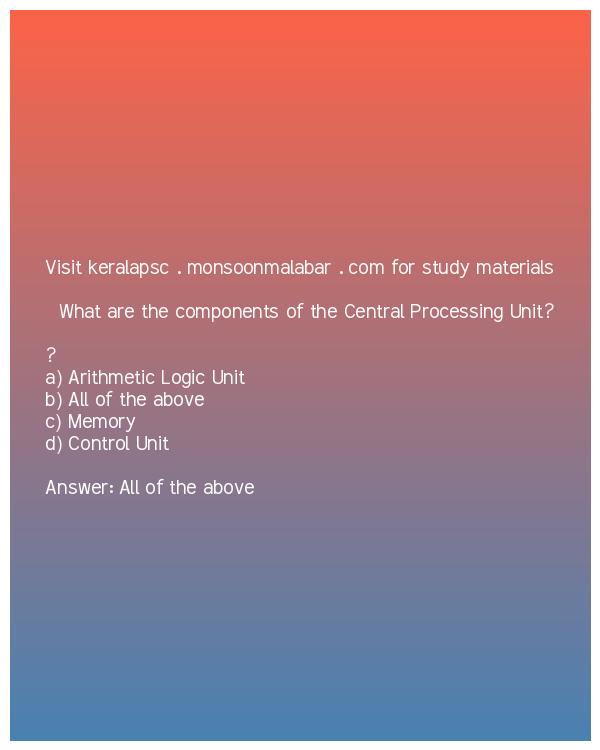 Visit keralapsc . monsoonmalabar . com for study materials
What are the components of the Central Processing Unit?
?
a) Arithmetic Logic Unit
b) All of the above
c) Memory
d) Control Unit
Answer: All of the above